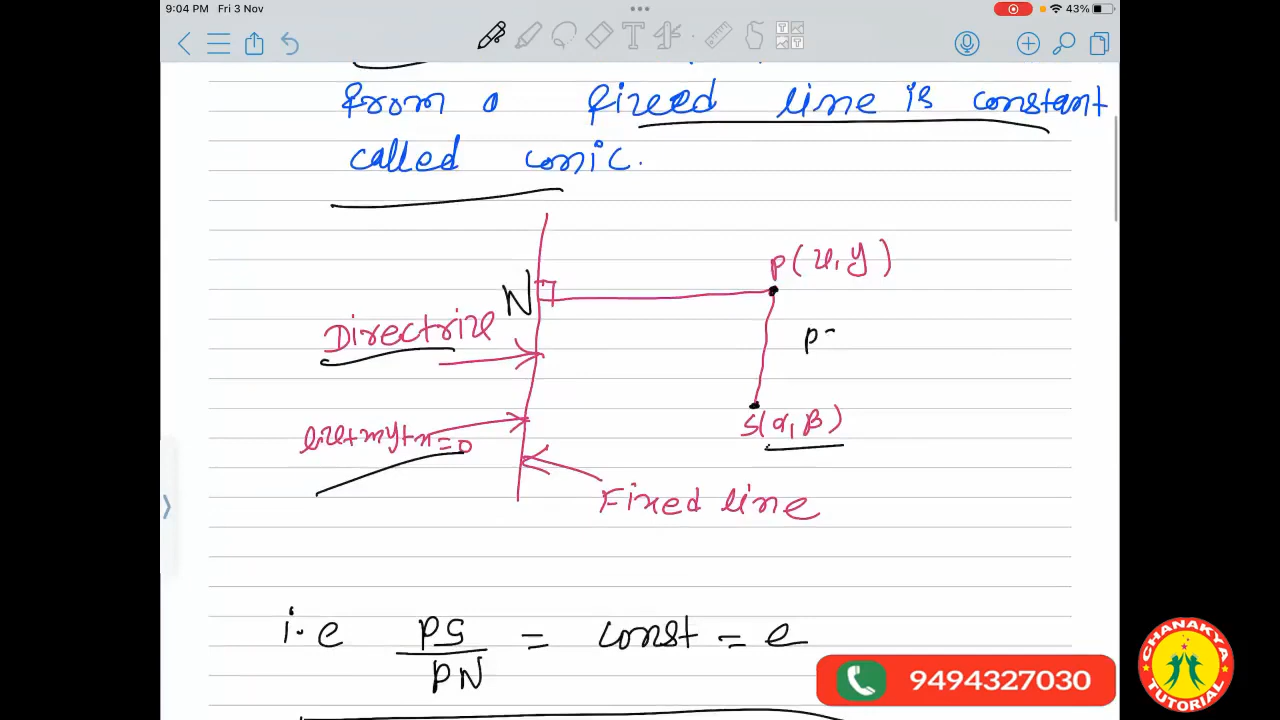 9:04 PM Fri 3 Nov
43%
from a fixed line is constant
called conic.
P(x, y)
N
Directrix
p-
S(α, β)
lx+my+n=0
Fixed line
i.e PS/PN = const = e
9494327030
CHANAKYA
TUTORIAL